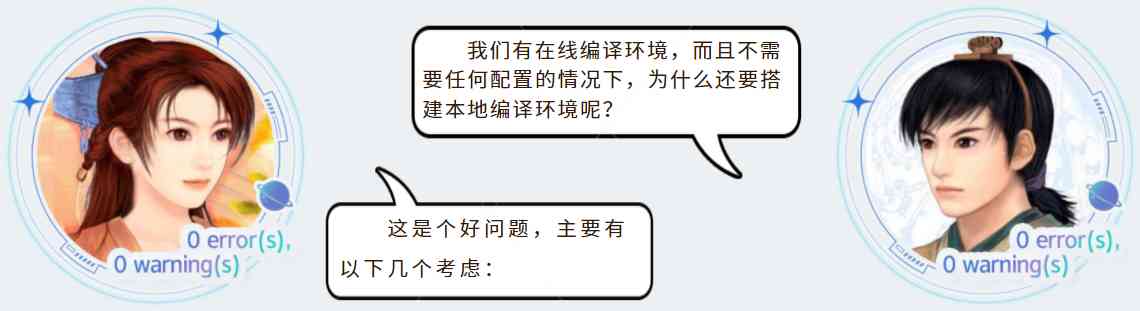 我们有在线编译环境，而且不需
要任何配置的情况下，为什么还要搭
建本地编译环境呢？
这是个好问题，主要有
以下几个考虑：
0 error(s),
0 warning(s)
0 error(s),
0 warning(s)